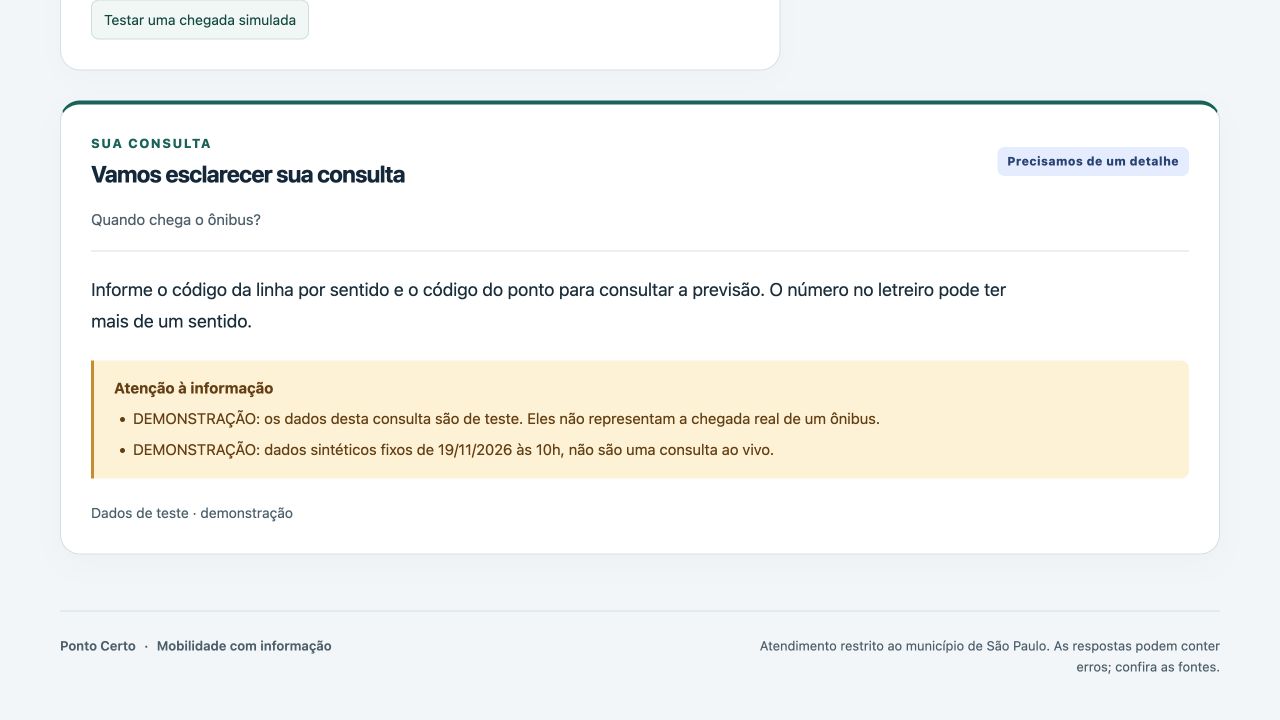 Testar uma chegada simulada
SUA CONSULTA
Vamos esclarecer sua consulta
Precisamos de um detalhe
Quando chega o ônibus?
Informe o código da linha por sentido e o código do ponto para consultar a previsão. O número no letreiro pode ter
mais de um sentido.
Atenção à informação
• DEMONSTRAÇÃO: os dados desta consulta são de teste. Eles não representam a chegada real de um ônibus.
• DEMONSTRAÇÃO: dados sintéticos fixos de 19/11/2026 às 10h, não são uma consulta ao vivo.
Dados de teste · demonstração
Ponto Certo · Mobilidade com informação
Atendimento restrito ao município de São Paulo. As respostas podem conter
erros; confira as fontes.